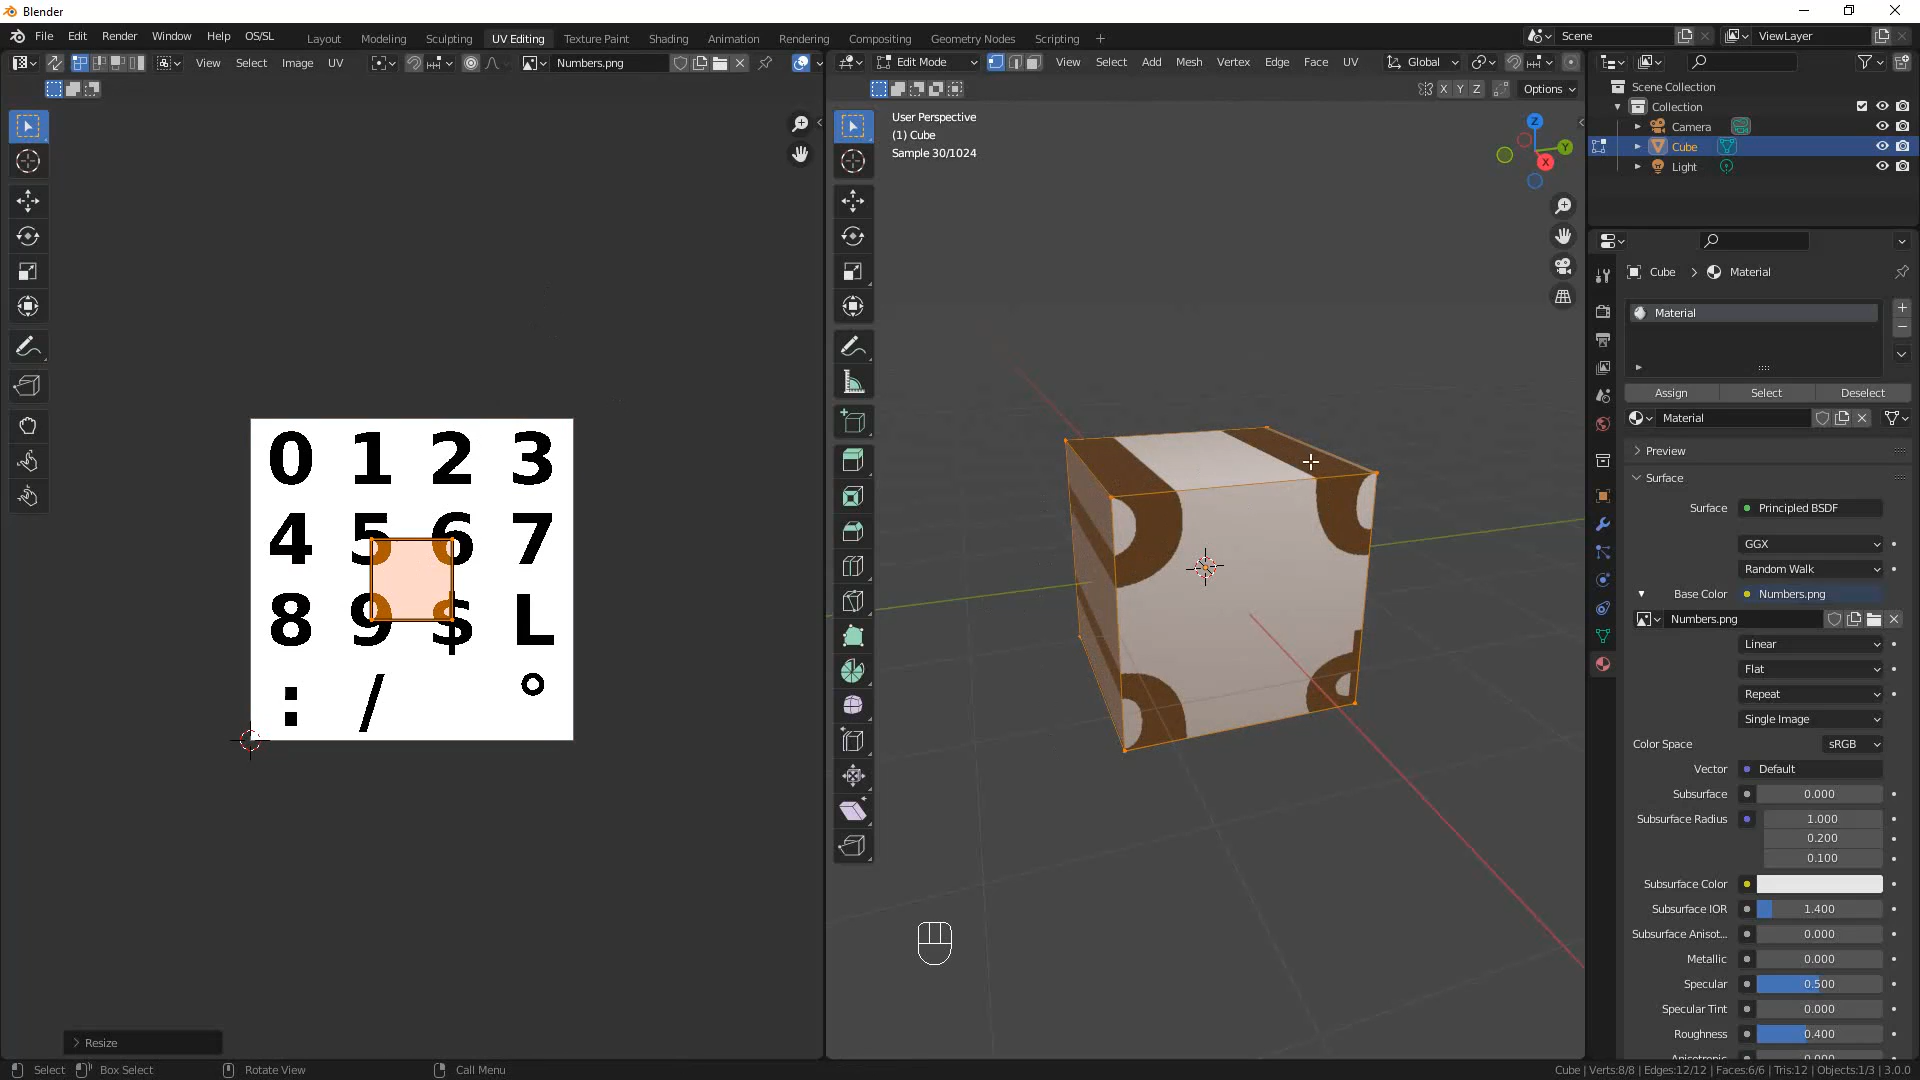 Blender
File Edit Render Window Help OS/SL Layout Modeling Sculpting UV Editing Texture Paint Shading Animation Rendering Compositing Geometry Nodes Scripting + Scene ViewLayer
View Select Image UV Numbers.png
Edit Mode View Select Add Mesh Vertex Edge Face UV Global
X Y Z Options
User Perspective
(1) Cube
Sample 30/1024
Z
Y
X
0 1 2 3
4 5 6 7
8 9 $ L
: / °
Resize
Scene Collection
Collection
Camera
Cube
Light
Cube > Material
Material
Assign Select Deselect
Material
Preview
Surface
Surface Principled BSDF
GGX
Random Walk
Base Color Numbers.png
Numbers.png
Linear
Flat
Repeat
Single Image
Color Space sRGB
Vector Default
Subsurface 0.000
Subsurface Radius 1.000
0.200
0.100
Subsurface Color
Subsurface IOR 1.400
Subsurface Anisot... 0.000
Metallic 0.000
Specular 0.500
Specular Tint 0.000
Roughness 0.400
Anisotropic 0.000
Select Box Select Rotate View Call Menu Cube | Verts:8/8 | Edges:12/12 | Faces:6/6 | Tris:12 | Objects:1/3 | 3.0.0